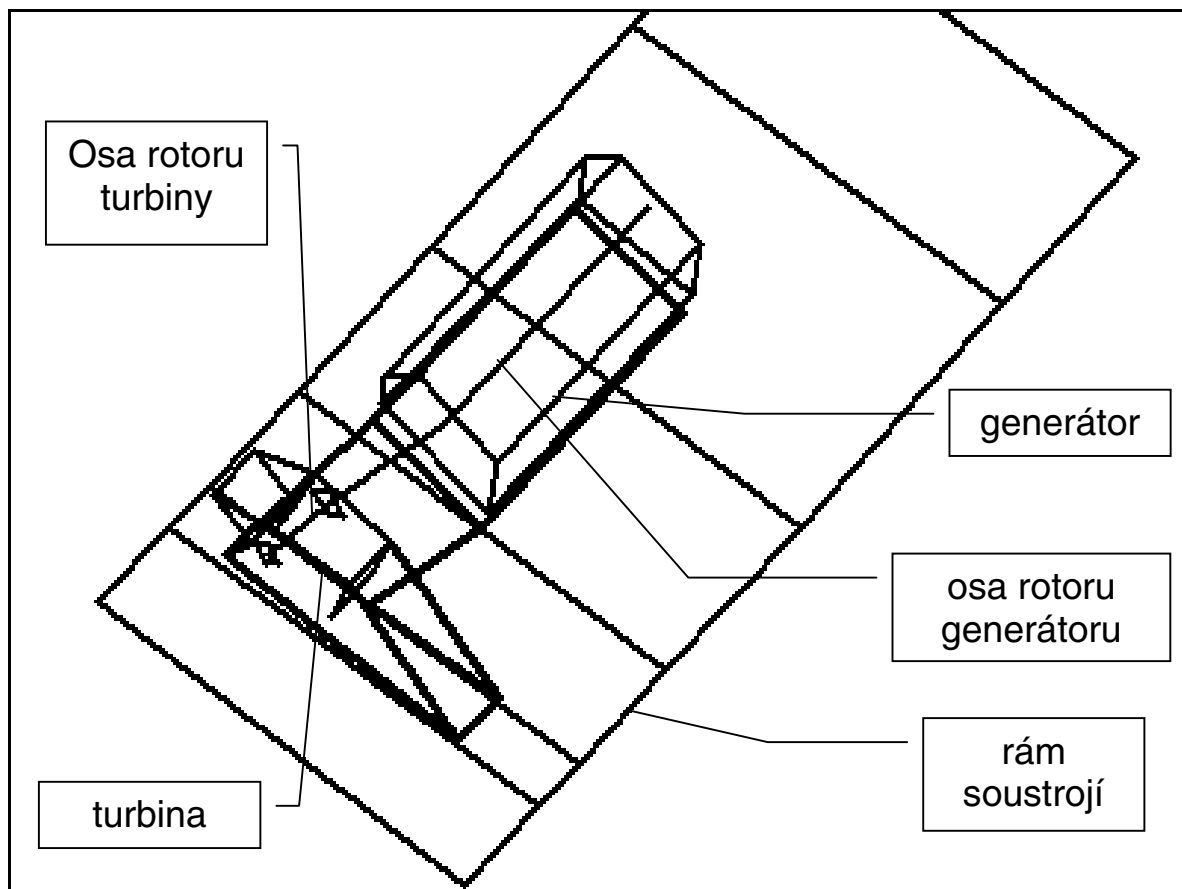 Osa rotoru
turbiny
generátor
osa rotoru
generátoru
rám
soustrojí
turbina